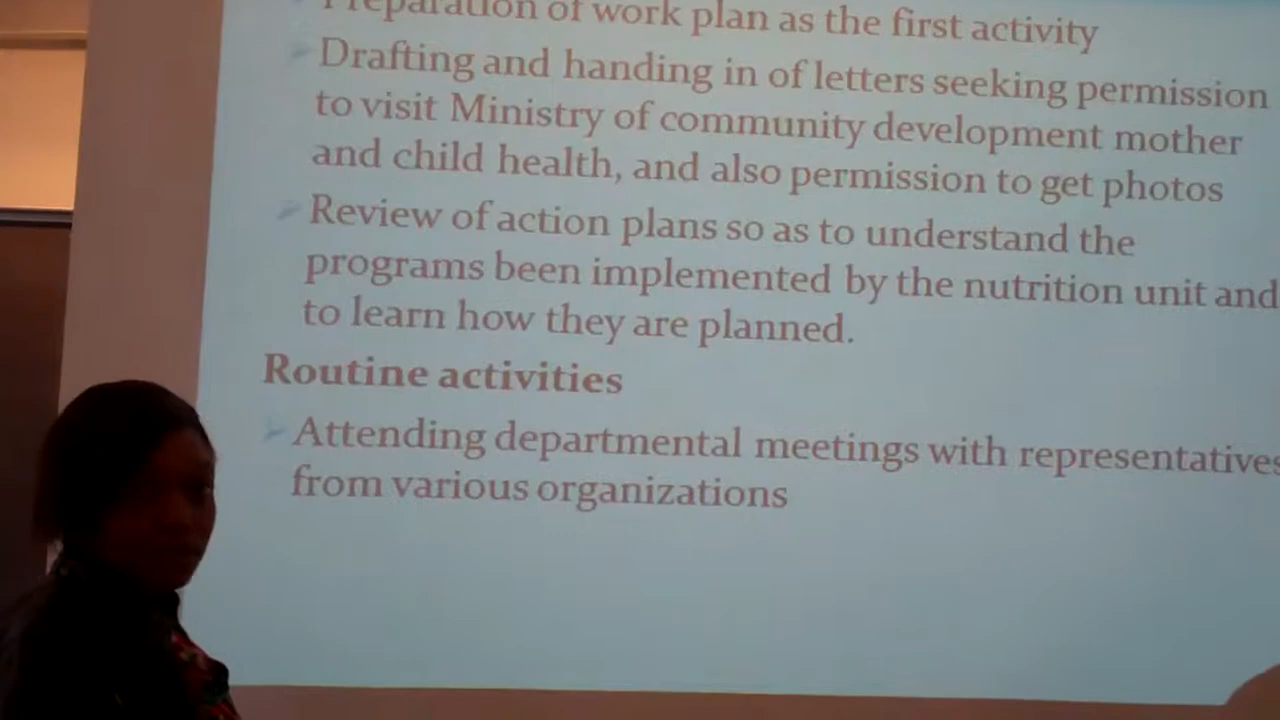 Preparation of work plan as the first activity
Drafting and handing in of letters seeking permission
to visit Ministry of community development mother
and child health, and also permission to get photos
Review of action plans so as to understand the
programs been implemented by the nutrition unit and
to learn how they are planned.
Routine activities
Attending departmental meetings with representatives
from various organizations